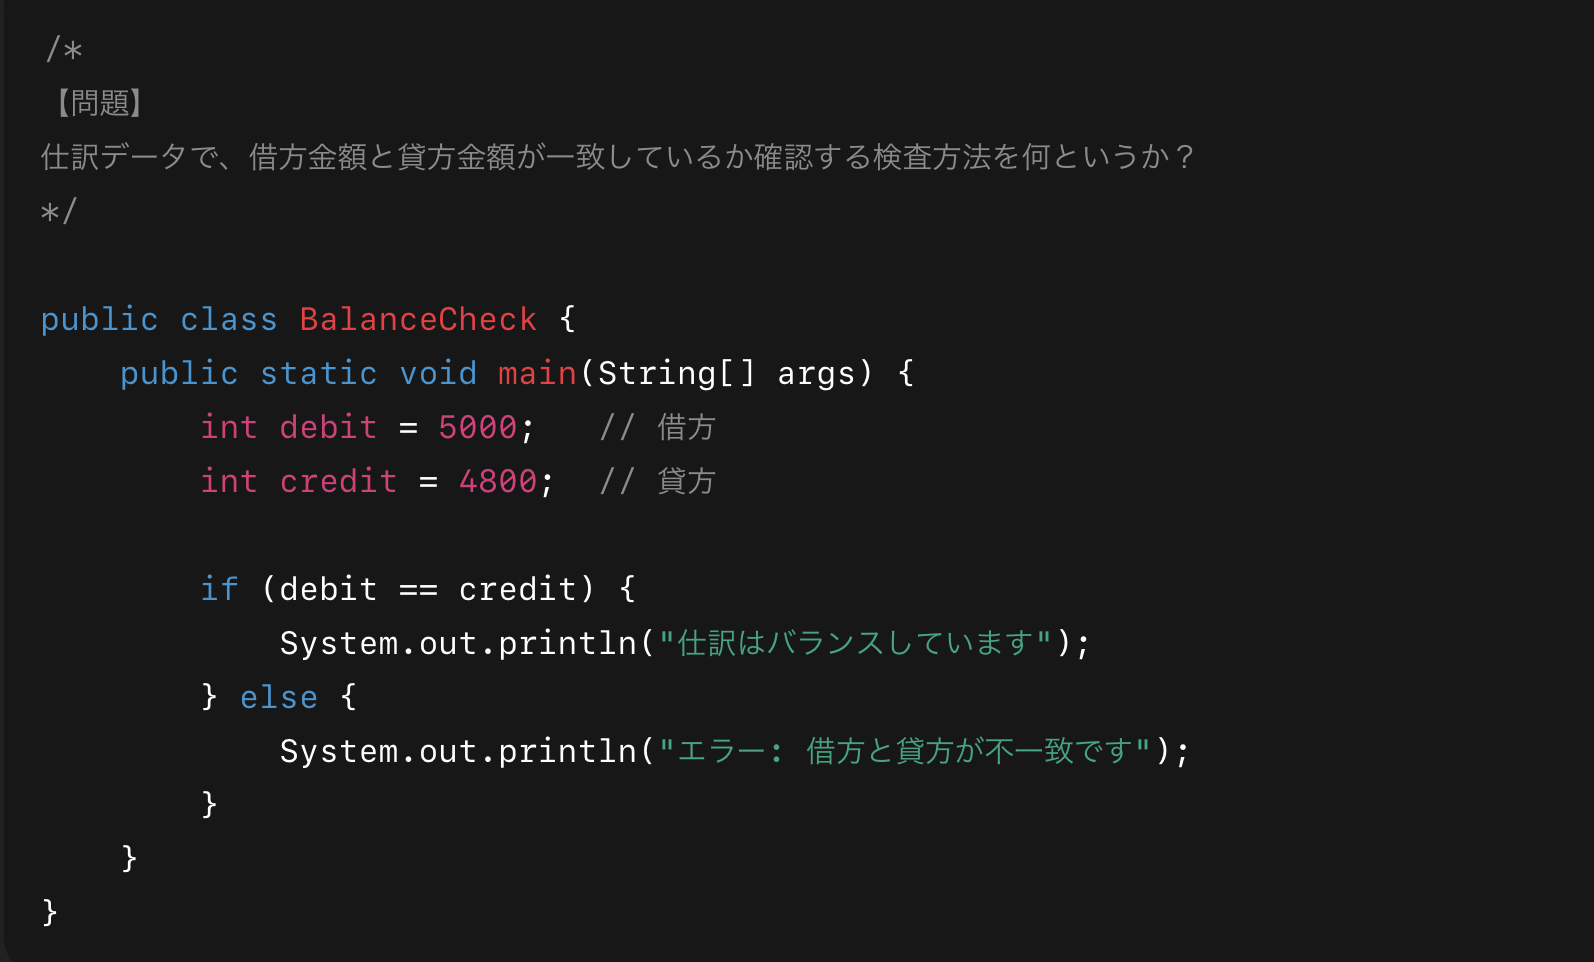 /*
【問題】
仕訳データで、借方金額と貸方金額が一致しているか確認する検査方法を何というか？
*/
public class BalanceCheck {
    public static void main(String[] args) {
        int debit = 5000;   // 借方
        int credit = 4800;  // 貸方
        if (debit == credit) {
            System.out.println("仕訳はバランスしています");
        } else {
            System.out.println("エラー: 借方と貸方が不一致です");
        }
    }
}